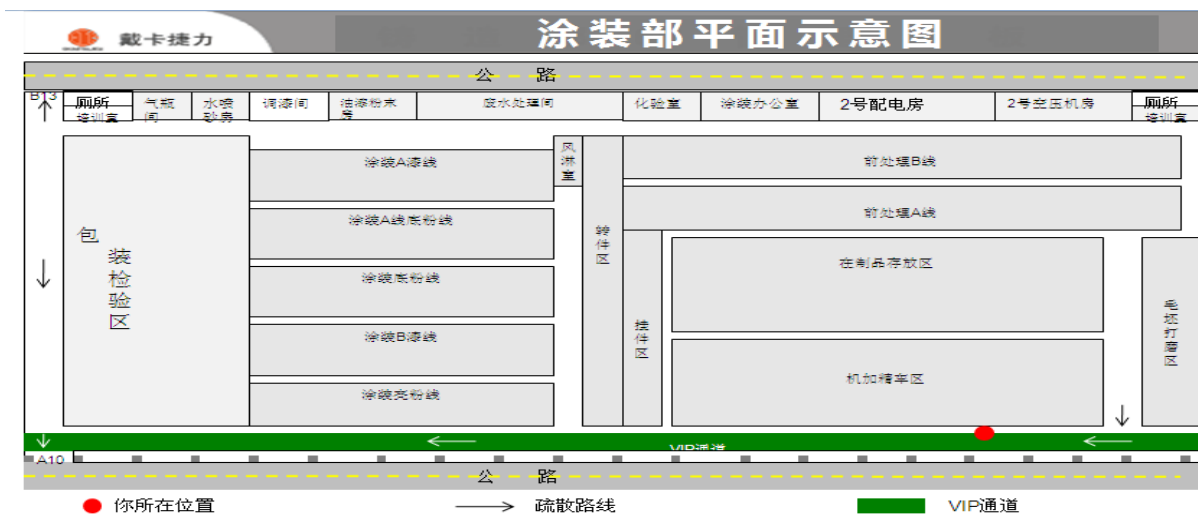 戴卡捷力
涂装部平面示意图
公 路
B13
厕所
培训室
气瓶
间
水喷
砂房
调漆间
油漆粉末
房
废水处理间
化验室
涂装办公室
2号配电房
2号空压机房
厕所
培训室
包
装
检
验
区
涂装A漆线
涂装A线底粉线
涂装底粉线
涂装B漆线
涂装亮粉线
风
淋
室
转
件
区
挂
件
区
前处理B线
前处理A线
在制品存放区
机加精车区
毛
坯
打
磨
区
VIP通道
A10
公 路
你所在位置
疏散路线
VIP通道